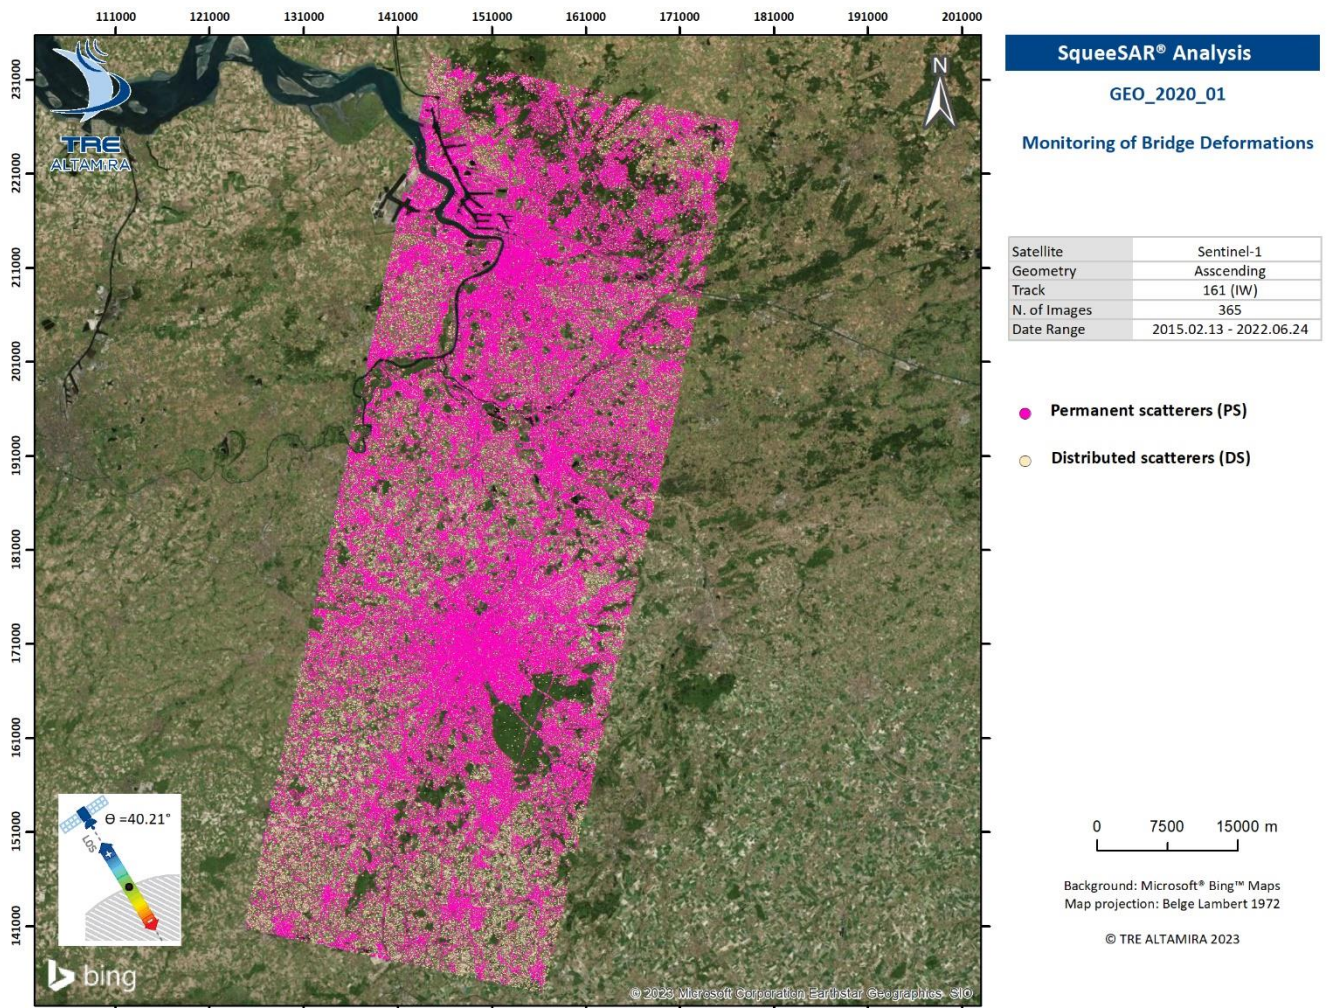 111000 121000 131000 141000 151000 161000 171000 181000 191000 201000
231000
221000
211000
201000
191000
181000
171000
161000
151000
141000
TRE
ALTAMIRA
N
Θ =40.21°
LOS
+
-
bing
© 2023 Microsoft Corporation Earthstar Geographics SIO
SqueeSAR® Analysis
GEO_2020_01
Monitoring of Bridge Deformations
Satellite Sentinel-1
Geometry Asscending
Track 161 (IW)
N. of Images 365
Date Range 2015.02.13 - 2022.06.24
Permanent scatterers (PS)
Distributed scatterers (DS)
0 7500 15000 m
Background: Microsoft® Bing™ Maps
Map projection: Belge Lambert 1972
© TRE ALTAMIRA 2023